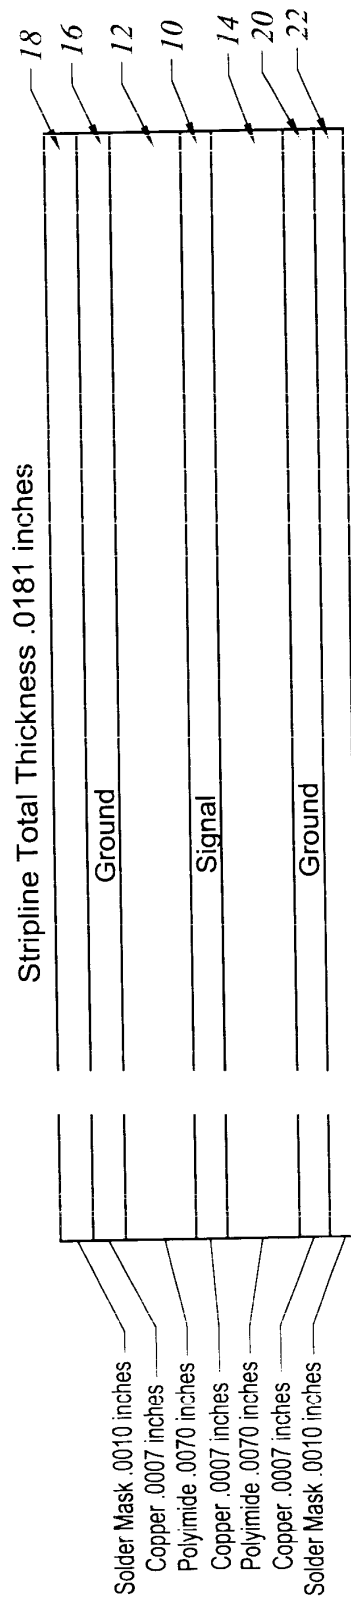 Stripline Total Thickness .0181 inches
18
16
12
10
14
20
22
Ground
Signal
Ground
Solder Mask .0010 inches
Copper .0007 inches
Polyimide .0070 inches
Copper .0007 inches
Polyimide .0070 inches
Copper .0007 inches
Solder Mask .0010 inches